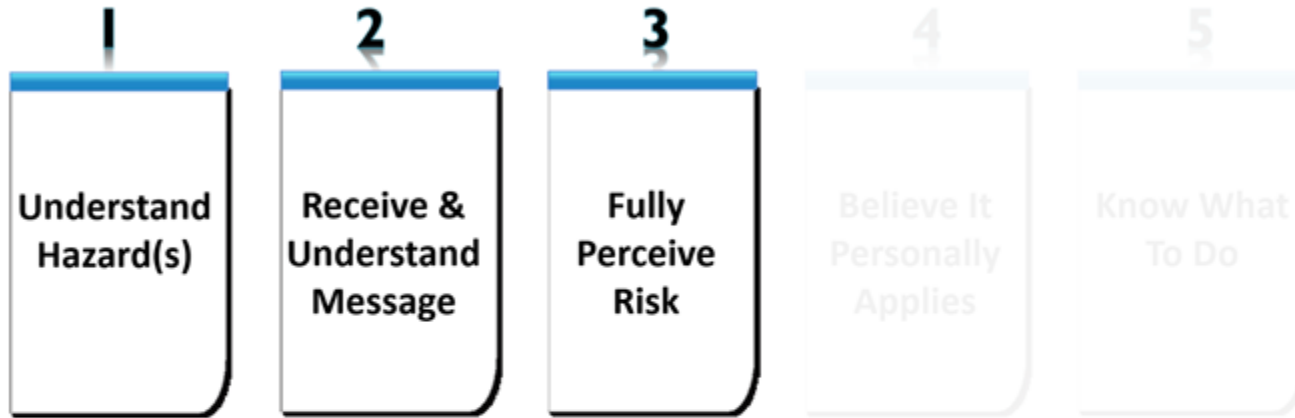 1
Understand
Hazard(s)
2
Receive &
Understand
Message
3
Fully
Perceive
Risk
4
Believe It
Personally
Applies
5
Know What
To Do